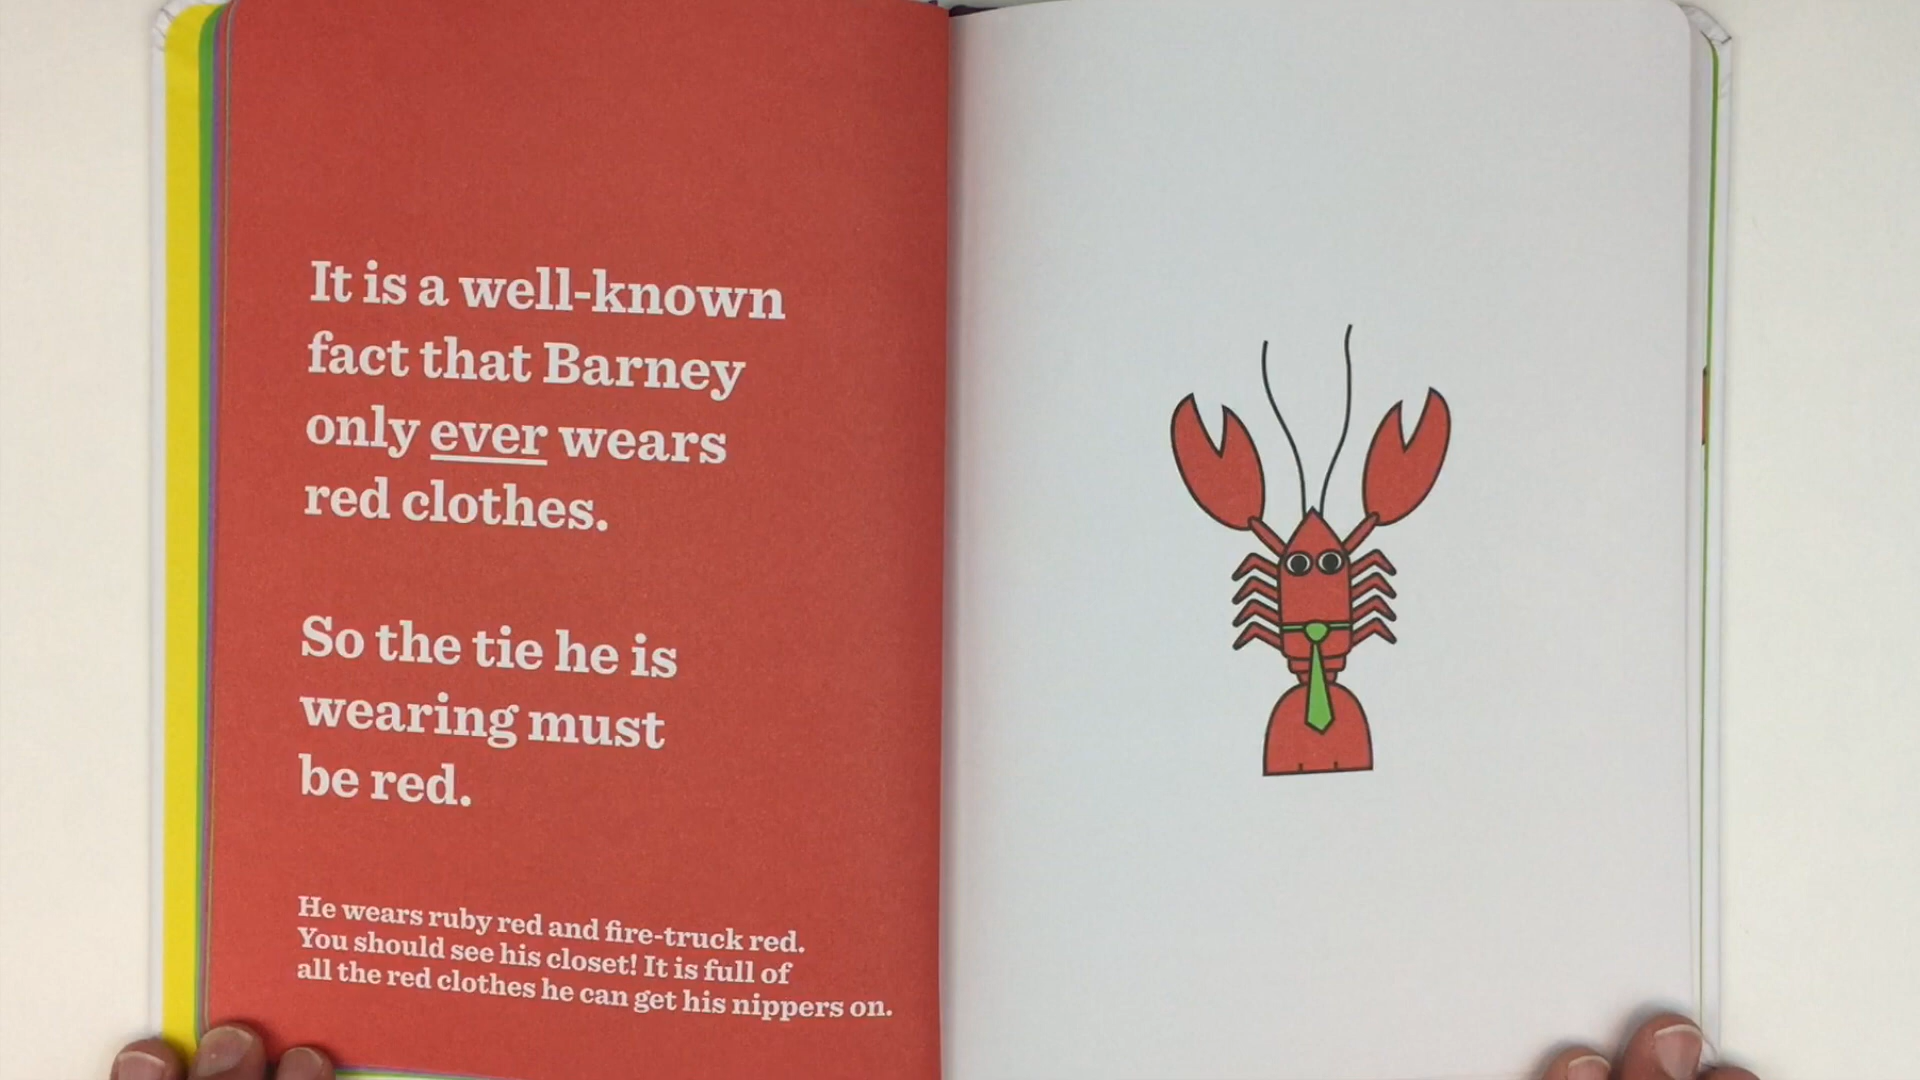 It is a well-known
fact that Barney
only ever wears
red clothes.
So the tie he is
wearing must
be red.
He wears ruby red and fire-truck red.
You should see his closet! It is full of
all the red clothes he can get his nippers on.